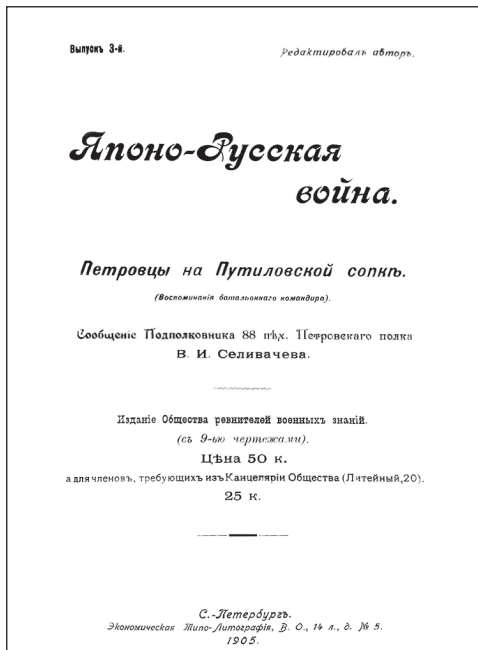 Выпускъ 3-й.
Редактировалъ авторъ.
Японо-Русская
война.
Петровцы на Путиловской сопкѣ.
(Воспоминанія батальоннаго командира).
Сообщеніе Подполковника 88 пѣх. Петровскаго полка
В. И. Селивачева.
Изданіе Общества ревнителей военныхъ знаній.
(съ 9-ью чертежами).
Цѣна 50 к.
а для членовъ, требующихъ изъ Канцеляріи Общества (Литейный, 20).
25 к.
С.-Петербургъ.
Экономическая Типо-Литографія, В. О., 14 л., д. № 5.
1905.